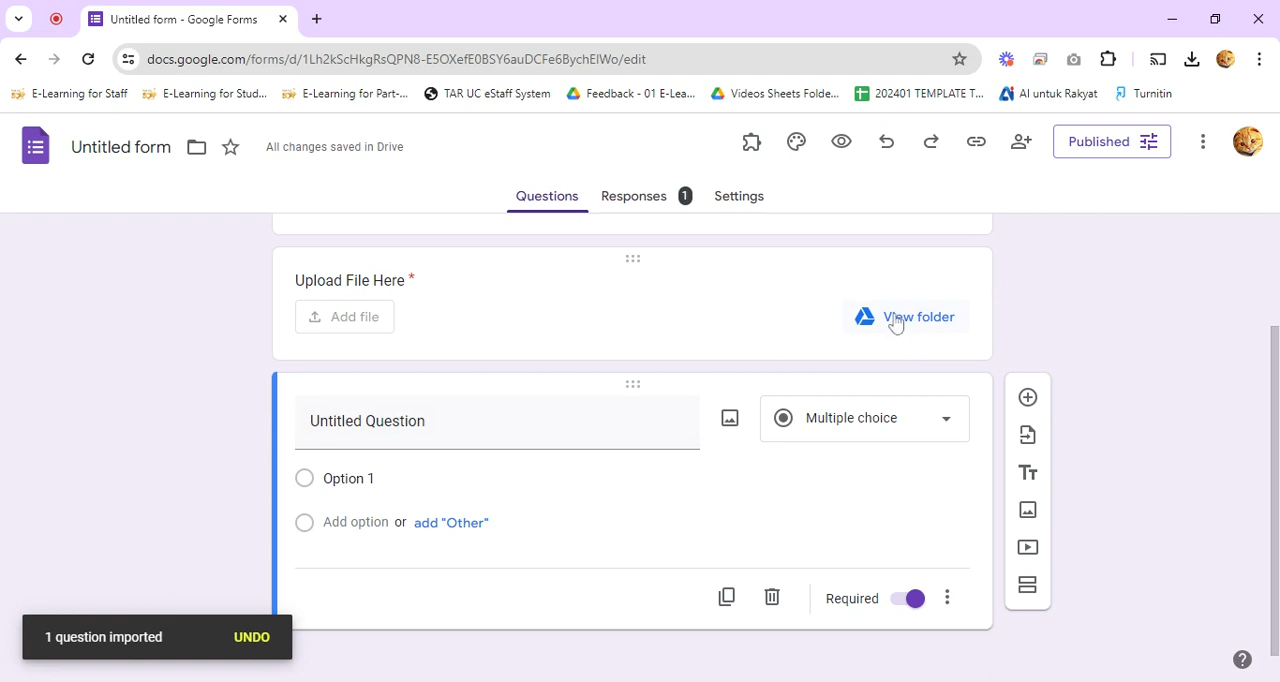 Untitled form - Google Forms
docs.google.com/forms/d/1Lh2kScHkgRsQPN8-E5OXefE0BSY6auDCFe6BychEIWo/edit
E-Learning for Staff
E-Learning for Stud...
E-Learning for Part-...
TAR UC eStaff System
Feedback - 01 E-Lea...
Videos Sheets Folde...
202401 TEMPLATE T...
AI untuk Rakyat
Turnitin
Untitled form
All changes saved in Drive
Published
Questions
Responses 1
Settings
Upload File Here *
Add file
View folder
Untitled Question
Multiple choice
Option 1
Add option or add "Other"
Required
1 question imported
UNDO